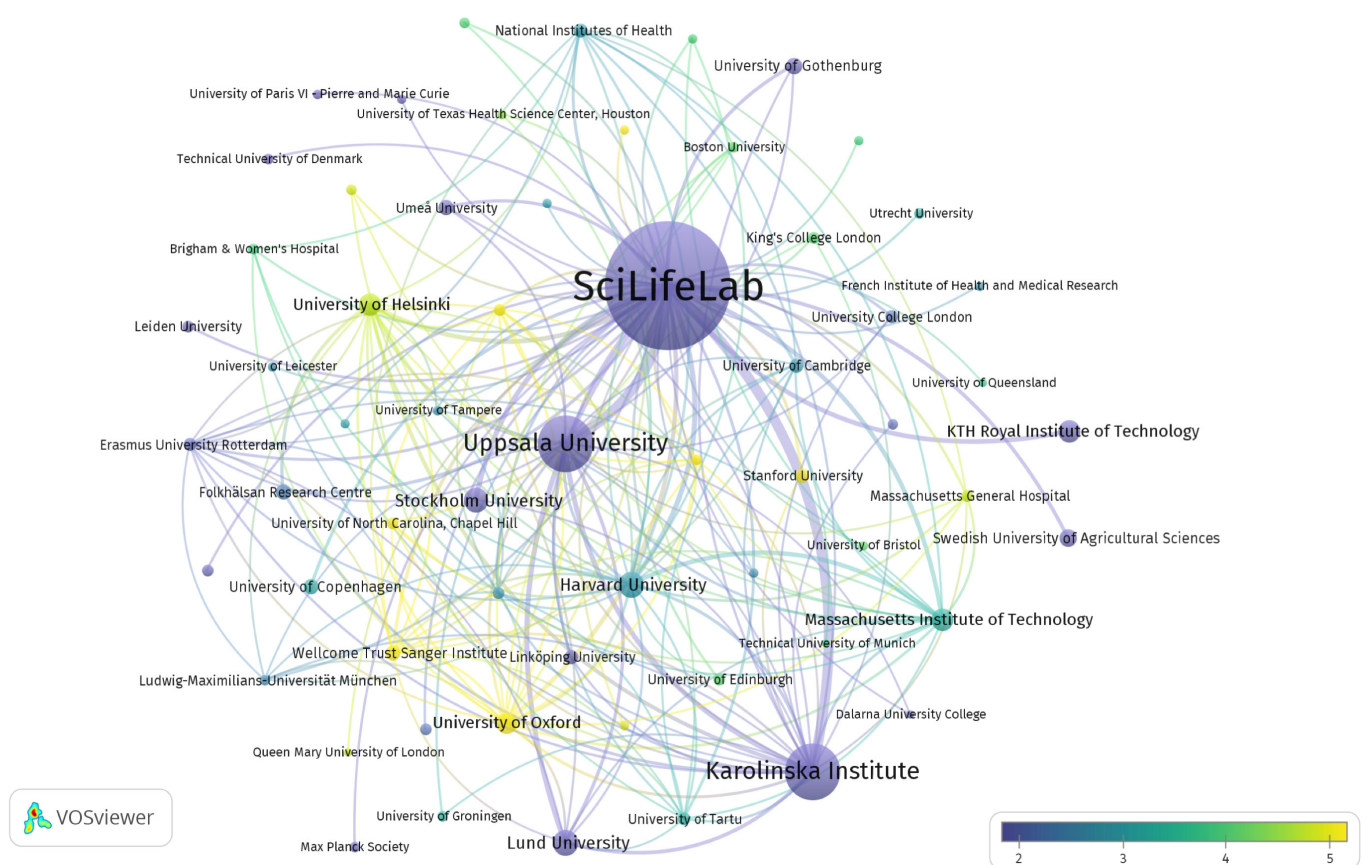 National Institutes of Health
University of Gothenburg
University of Paris VI - Pierre and Marie Curie
University of Texas Health Science Center, Houston
Boston University
Technical University of Denmark
Umeå University
Utrecht University
King's College London
Brigham & Women's Hospital
SciLifeLab
French Institute of Health and Medical Research
University of Helsinki
University College London
Leiden University
University of Leicester
University of Cambridge
University of Queensland
University of Tampere
KTH Royal Institute of Technology
Uppsala University
Erasmus University Rotterdam
Stanford University
Folkhälsan Research Centre
Massachusetts General Hospital
Stockholm University
University of North Carolina, Chapel Hill
Swedish University of Agricultural Sciences
University of Bristol
Harvard University
University of Copenhagen
Massachusetts Institute of Technology
Technical University of Munich
Wellcome Trust Sanger Institute
Linköping University
University of Edinburgh
Ludwig-Maximilians-Universität München
Dalarna University College
University of Oxford
Queen Mary University of London
Karolinska Institute
University of Groningen
VOSviewer
University of Tartu
Lund University
Max Planck Society
2 3 4 5